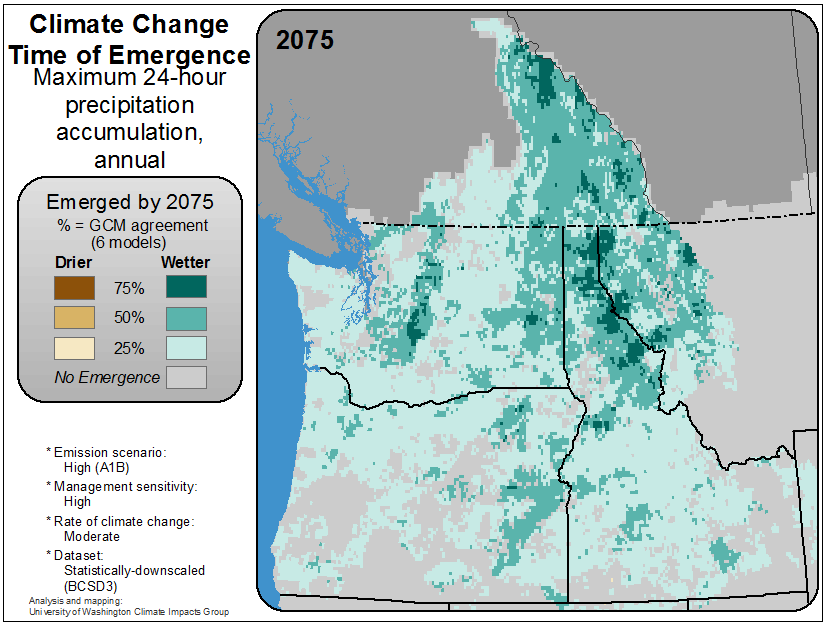 Climate Change
Time of Emergence
Maximum 24-hour
precipitation
accumulation,
annual
Emerged by 2075
% = GCM agreement
(6 models)
Drier Wetter
75%
50%
25%
No Emergence
* Emission scenario:
High (A1B)
* Management sensitivity:
High
* Rate of climate change:
Moderate
* Dataset:
Statistically-downscaled
(BCSD3)
Analysis and mapping:
University of Washington Climate Impacts Group
2075